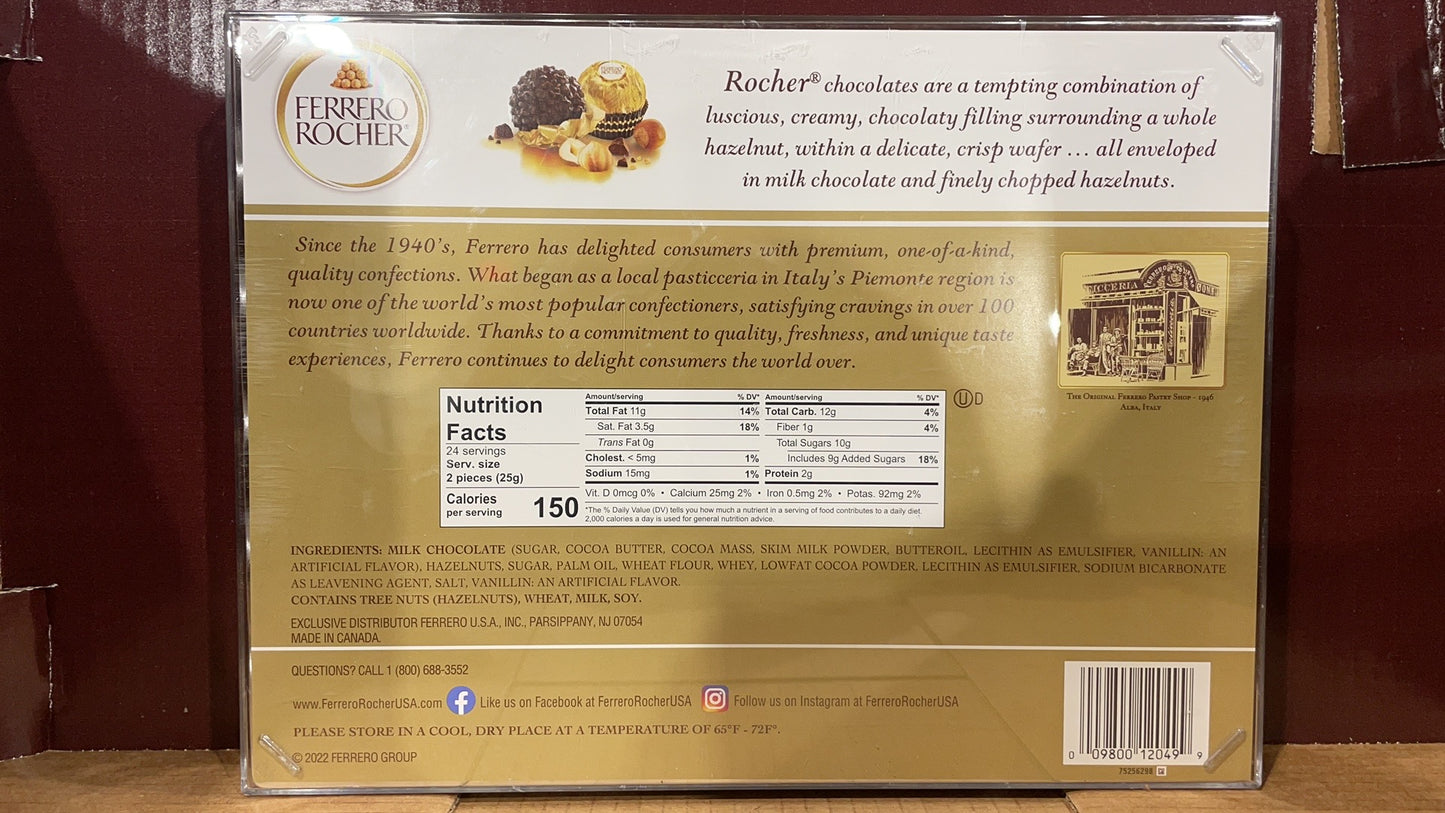 FERRERO
ROCHER®
Rocher® chocolates are a tempting combination of
luscious, creamy, chocolaty filling surrounding a whole
hazelnut, within a delicate, crisp wafer ... all enveloped
in milk chocolate and finely chopped hazelnuts.
Since the 1940's, Ferrero has delighted consumers with premium, one-of-a-kind,
quality confections. What began as a local pasticceria in Italy's Piemonte region is
now one of the world's most popular confectioners, satisfying cravings in over 100
countries worldwide. Thanks to a commitment to quality, freshness, and unique taste
experiences, Ferrero continues to delight consumers the world over.
ICCERIA
The Original Ferrero Pastry Shop - 1946
Alba, Italy
U D
Nutrition
Facts
24 servings
Serv. size
2 pieces (25g)
Calories
per serving
150
Amount/serving % DV*
Total Fat 11g 14%
Sat. Fat 3.5g 18%
Trans Fat 0g
Cholest. < 5mg 1%
Sodium 15mg 1%
Amount/serving % DV*
Total Carb. 12g 4%
Fiber 1g 4%
Total Sugars 10g
Includes 9g Added Sugars 18%
Protein 2g
Vit. D 0mcg 0% • Calcium 25mg 2% • Iron 0.5mg 2% • Potas. 92mg 2%
*The % Daily Value (DV) tells you how much a nutrient in a serving of food contributes to a daily diet.
2,000 calories a day is used for general nutrition advice.
INGREDIENTS: MILK CHOCOLATE (SUGAR, COCOA BUTTER, COCOA MASS, SKIM MILK POWDER, BUTTEROIL, LECITHIN AS EMULSIFIER, VANILLIN: AN
ARTIFICIAL FLAVOR), HAZELNUTS, SUGAR, PALM OIL, WHEAT FLOUR, WHEY, LOWFAT COCOA POWDER, LECITHIN AS EMULSIFIER, SODIUM BICARBONATE
AS LEAVENING AGENT, SALT, VANILLIN: AN ARTIFICIAL FLAVOR.
CONTAINS TREE NUTS (HAZELNUTS), WHEAT, MILK, SOY.
EXCLUSIVE DISTRIBUTOR FERRERO U.S.A., INC., PARSIPPANY, NJ 07054
MADE IN CANADA.
QUESTIONS? CALL 1 (800) 688-3552
www.FerreroRocherUSA.com Like us on Facebook at FerreroRocherUSA Follow us on Instagram at FerreroRocherUSA
PLEASE STORE IN A COOL, DRY PLACE AT A TEMPERATURE OF 65°F - 72F°.
© 2022 FERRERO GROUP
0 09800 12049 9
75256298